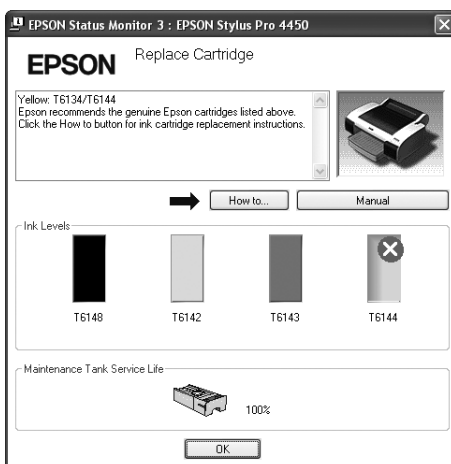 EPSON Status Monitor 3 : EPSON Stylus Pro 4450
EPSON
Replace Cartridge
Yellow: T6134/T6144
Epson recommends the genuine Epson cartridges listed above.
Click the How to button for ink cartridge replacement instructions.
How to...
Manual
Ink Levels
T6148
T6142
T6143
T6144
Maintenance Tank Service Life
100%
OK